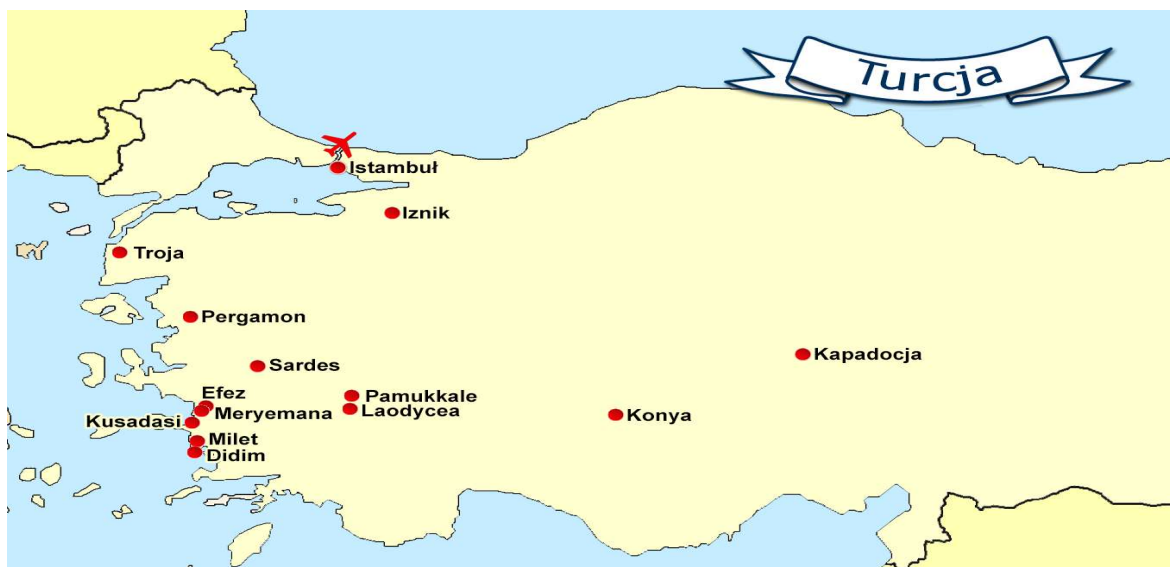 Turcja
Istambuł
Iznik
Troja
Pergamon
Kapadocja
Sardes
Efez
Pamukkale
Meryemana
Laodycea
Kusadasi
Konya
Milet
Didim